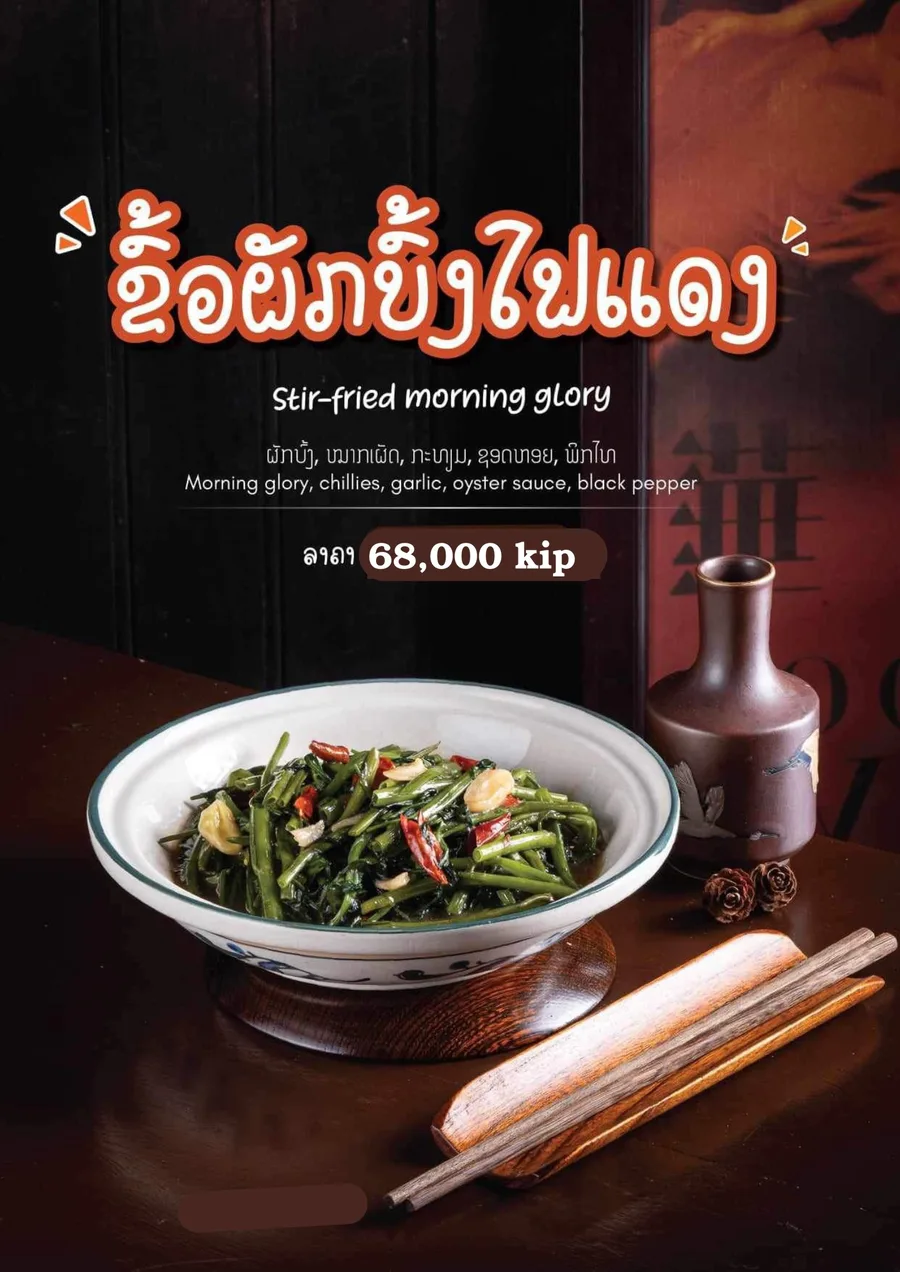 ຂົ້ວຜັກບົ້ງໄຟແດງ
Stir-fried morning glory
ຜັກບົ້ງ, ໝາກເຜັດ, ກະທຽມ, ຊອດຫອຍ, ພິກໄທ
Morning glory, chillies, garlic, oyster sauce, black pepper
ລາຄາ 68,000 kip